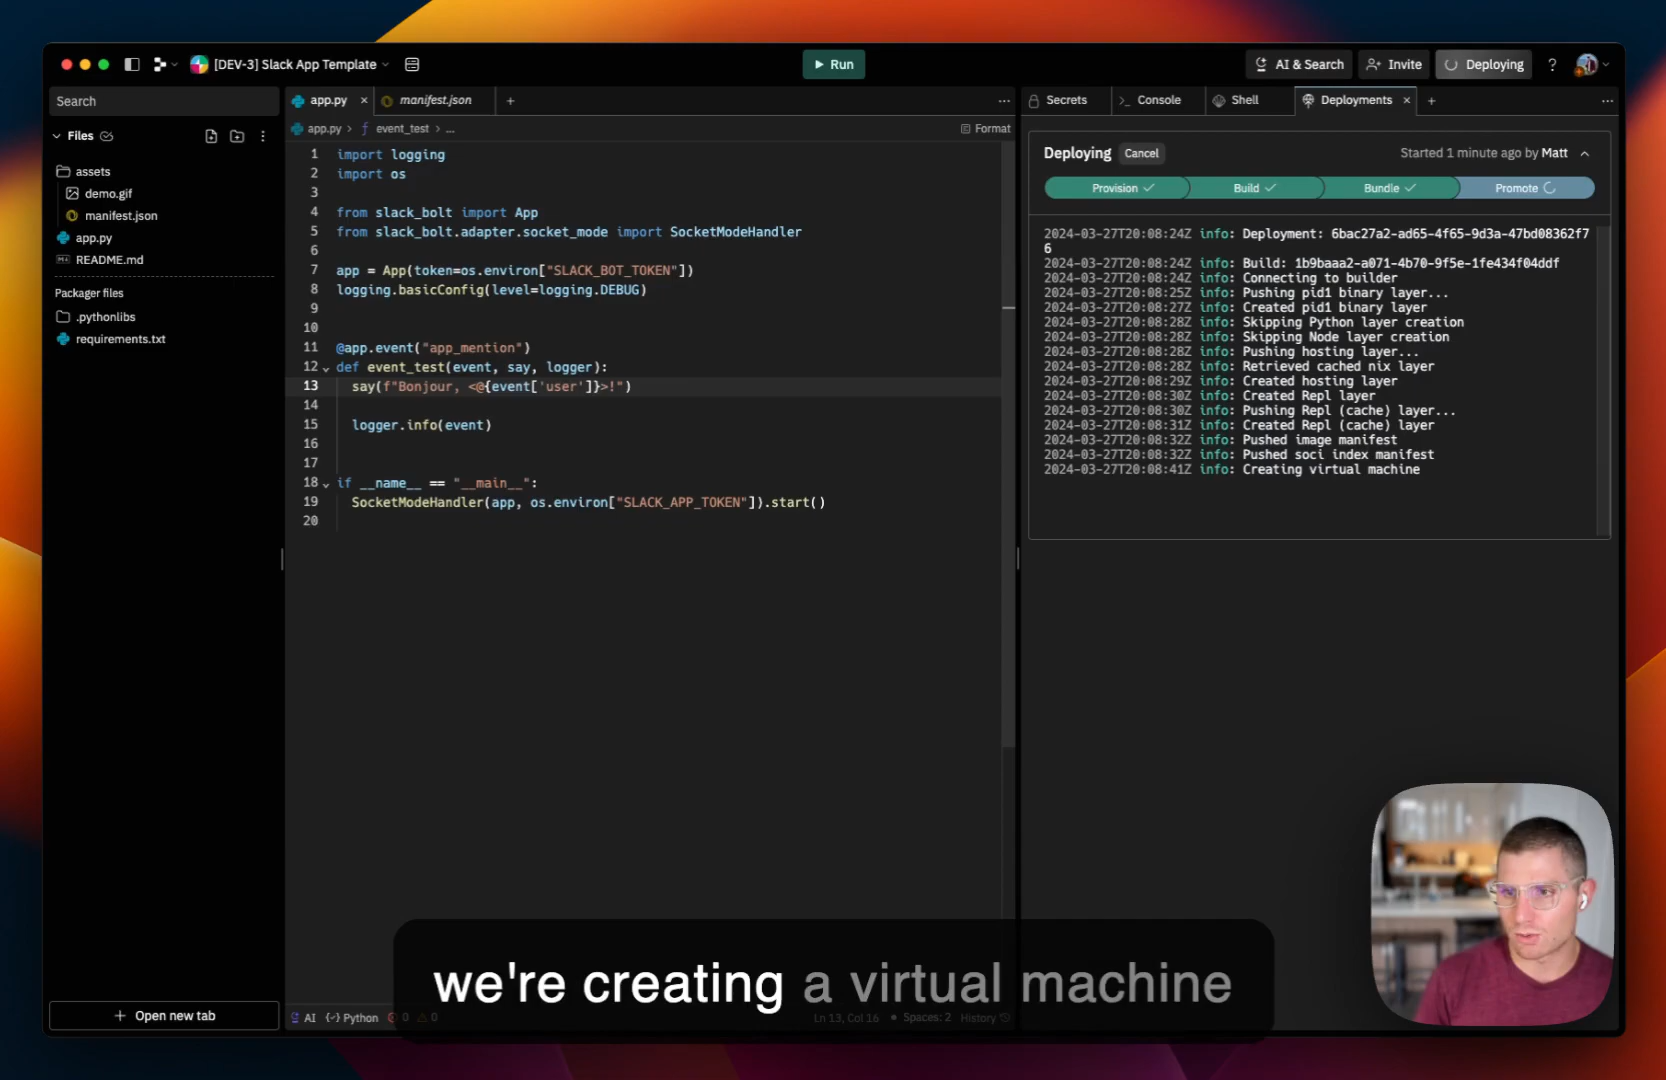 [DEV-3] Slack App Template
Run
AI & Search
Invite
Deploying
?
Search
Files
assets
demo.gif
manifest.json
app.py
README.md
Packager files
.pythonlibs
requirements.txt
Open new tab
app.py
manifest.json
app.py > ƒ event_test > ...
Format
1 import logging
2 import os
3
4 from slack_bolt import App
5 from slack_bolt.adapter.socket_mode import SocketModeHandler
6
7 app = App(token=os.environ["SLACK_BOT_TOKEN"])
8 logging.basicConfig(level=logging.DEBUG)
9
10
11 @app.event("app_mention")
12 def event_test(event, say, logger):
13 say(f"Bonjour, <@{event['user']}>!")
14
15 logger.info(event)
16
17
18 if __name__ == "__main__":
19 SocketModeHandler(app, os.environ["SLACK_APP_TOKEN"]).start()
20
AI
Python
0
0
Ln 13, Col 16
Spaces: 2
History
Secrets
Console
Shell
Deployments
Deploying
Cancel
Started 1 minute ago by Matt
Provision
Build
Bundle
Promote
2024-03-27T20:08:24Z info: Deployment: 6bac27a2-ad65-4f65-9d3a-47bd08362f7
6
2024-03-27T20:08:24Z info: Build: 1b9baaa2-a071-4b70-9f5e-1fe434f04ddf
2024-03-27T20:08:24Z info: Connecting to builder
2024-03-27T20:08:25Z info: Pushing pid1 binary layer...
2024-03-27T20:08:27Z info: Created pid1 binary layer
2024-03-27T20:08:28Z info: Skipping Python layer creation
2024-03-27T20:08:28Z info: Skipping Node layer creation
2024-03-27T20:08:28Z info: Pushing hosting layer...
2024-03-27T20:08:28Z info: Retrieved cached nix layer
2024-03-27T20:08:29Z info: Created hosting layer
2024-03-27T20:08:30Z info: Created Repl layer
2024-03-27T20:08:30Z info: Pushing Repl (cache) layer...
2024-03-27T20:08:31Z info: Created Repl (cache) layer
2024-03-27T20:08:32Z info: Pushed image manifest
2024-03-27T20:08:32Z info: Pushed soci index manifest
2024-03-27T20:08:41Z info: Creating virtual machine
we're creating a virtual machine